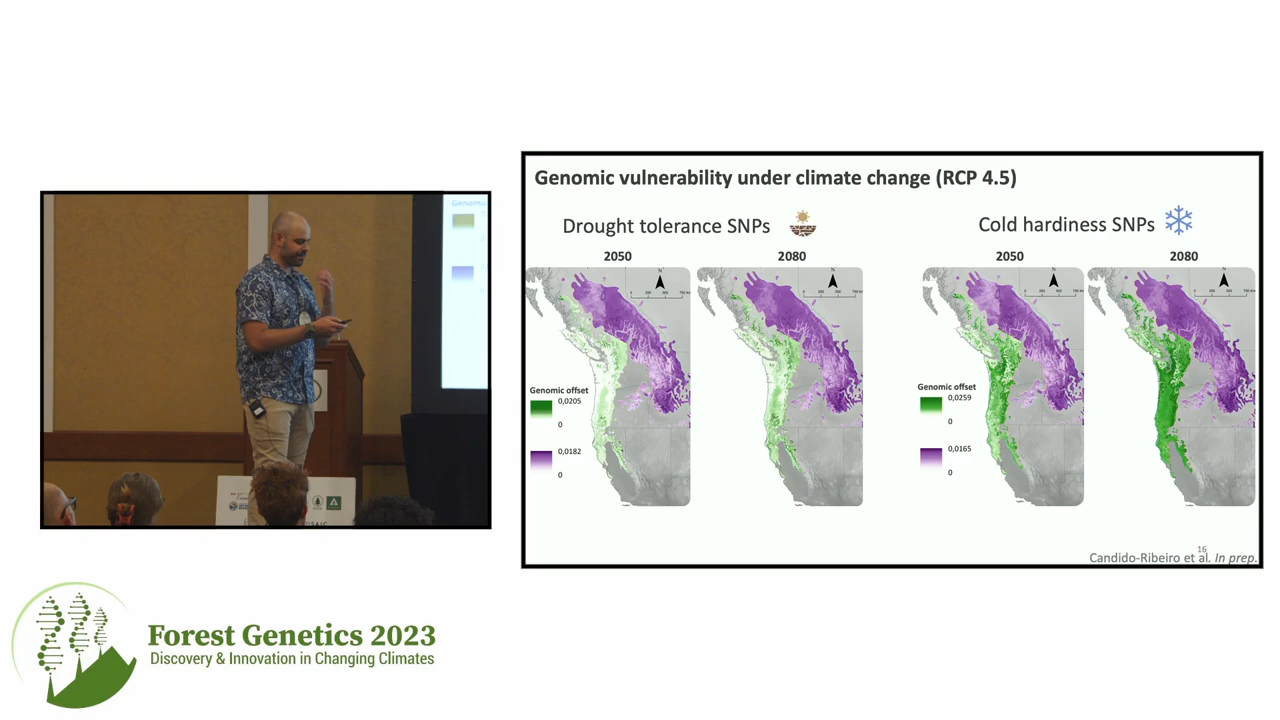 Genomic vulnerability under climate change (RCP 4.5)
Drought tolerance SNPs
Cold hardiness SNPs
2050
2080
2050
2080
N
N
N
N
Genomic offset
0,0205
0
0,0182
0
Genomic offset
0,0259
0
0,0165
0
16
Candido-Ribeiro et al. In prep.
Genomic
Forest Genetics 2023
Discovery & Innovation in Changing Climates